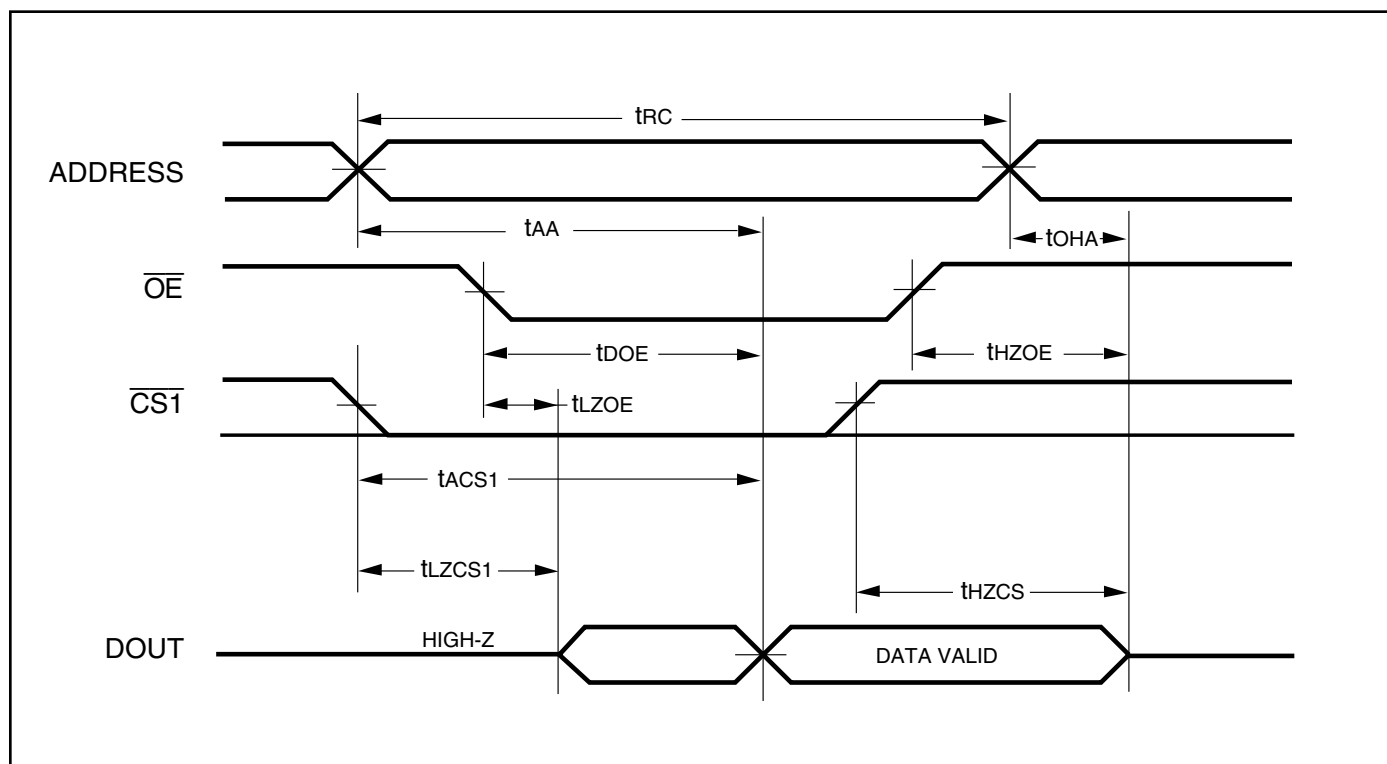 tRC
ADDRESS
tAA
tOHA
OE
tDOE
tHZOE
CS1
tLZOE
tACS1
tLZCS1
tHZCS
DOUT
HIGH-Z
DATA VALID